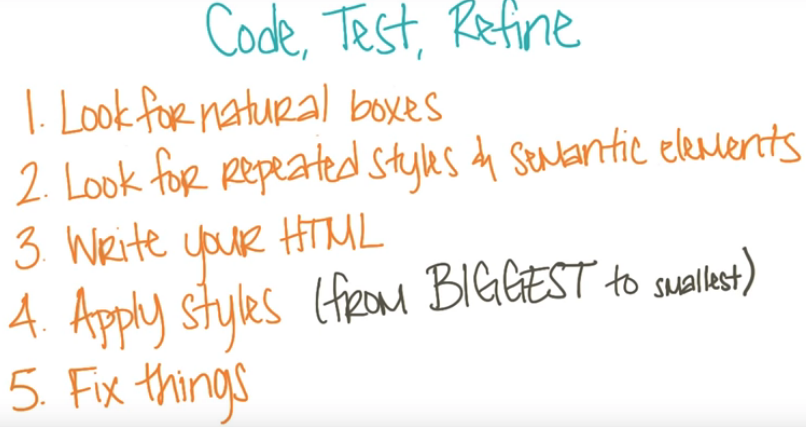 Code, Test, Refine
1. Look for natural boxes
2. Look for repeated styles & semantic elements
3. Write your HTML
4. Apply styles (from BIGGEST to smallest)
5. Fix things